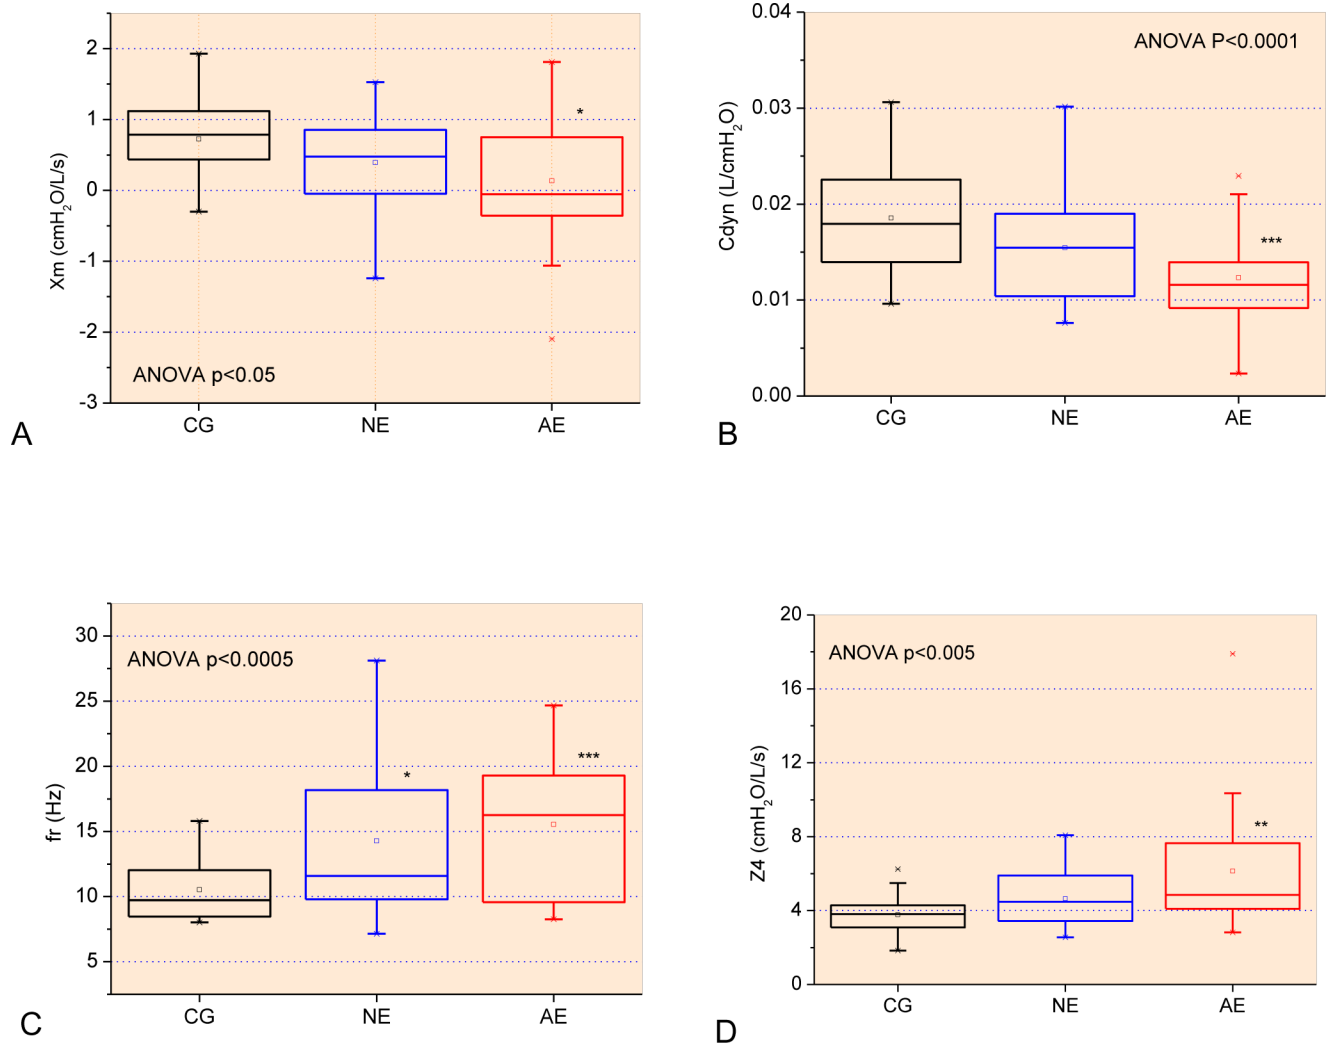 2
1
0
-1
-2
-3
Xm (cmH₂O/L/s)
*
ANOVA p<0.05
CG NE AE
A
0.04
0.03
0.02
0.01
0.00
Cdyn (L/cmH₂O)
ANOVA P<0.0001
***
CG NE AE
B
30
25
20
15
10
5
fr (Hz)
ANOVA p<0.0005
*
***
CG NE AE
C
20
16
12
8
4
0
Z4 (cmH₂O/L/s)
ANOVA p<0.005
**
CG NE AE
D